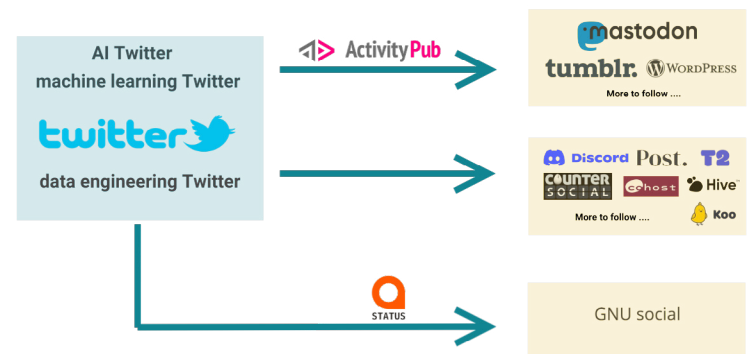 AI Twitter
machine learning Twitter
twitter
data engineering Twitter
ActivityPub
mastodon
tumblr. WORDPRESS
More to follow ....
Discord Post. T2
COUNTER SOCIAL cohost Hive
More to follow .... Koo
STATUS
GNU social